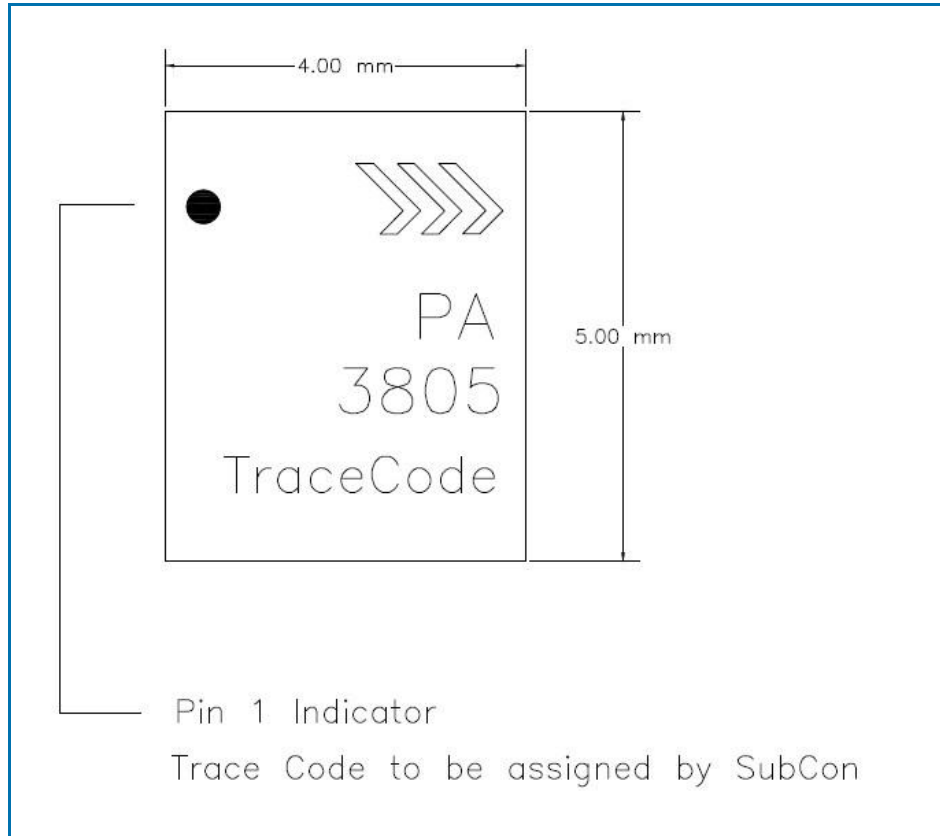 4.00 mm
PA
5.00 mm
3805
TraceCode
Pin 1 Indicator
Trace Code to be assigned by SubCon